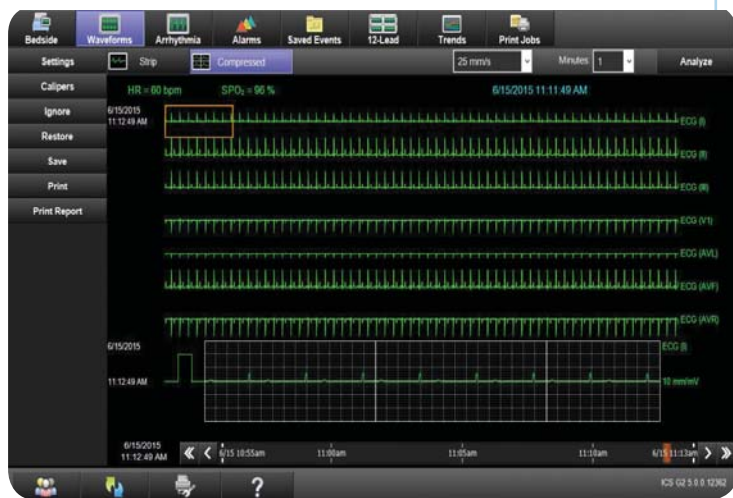 Bedside Waveforms Arrhythmia Alarms Saved Events 12-Lead Trends Print Jobs
Settings Strip Compressed 25 mm/s Minutes 1 Analyze
Calipers
HR = 60 bpm SPO₂ = 96 % 6/15/2015 11:11:49 AM
Ignore
6/15/2015
11:12:49 AM
ECG (I)
Restore
ECG (II)
Save
Print
ECG (III)
Print Report
ECG (V1)
ECG (AVL)
ECG (AVF)
ECG (AVR)
6/15/2015
ECG (I)
11:12:49 AM
10 mm/mV
6/15/2015
11:12:49 AM
6/15 10:55am 11:00am 11:05am 11:10am 6/15 11:13am
?
ICS G2 5.0.0.12362